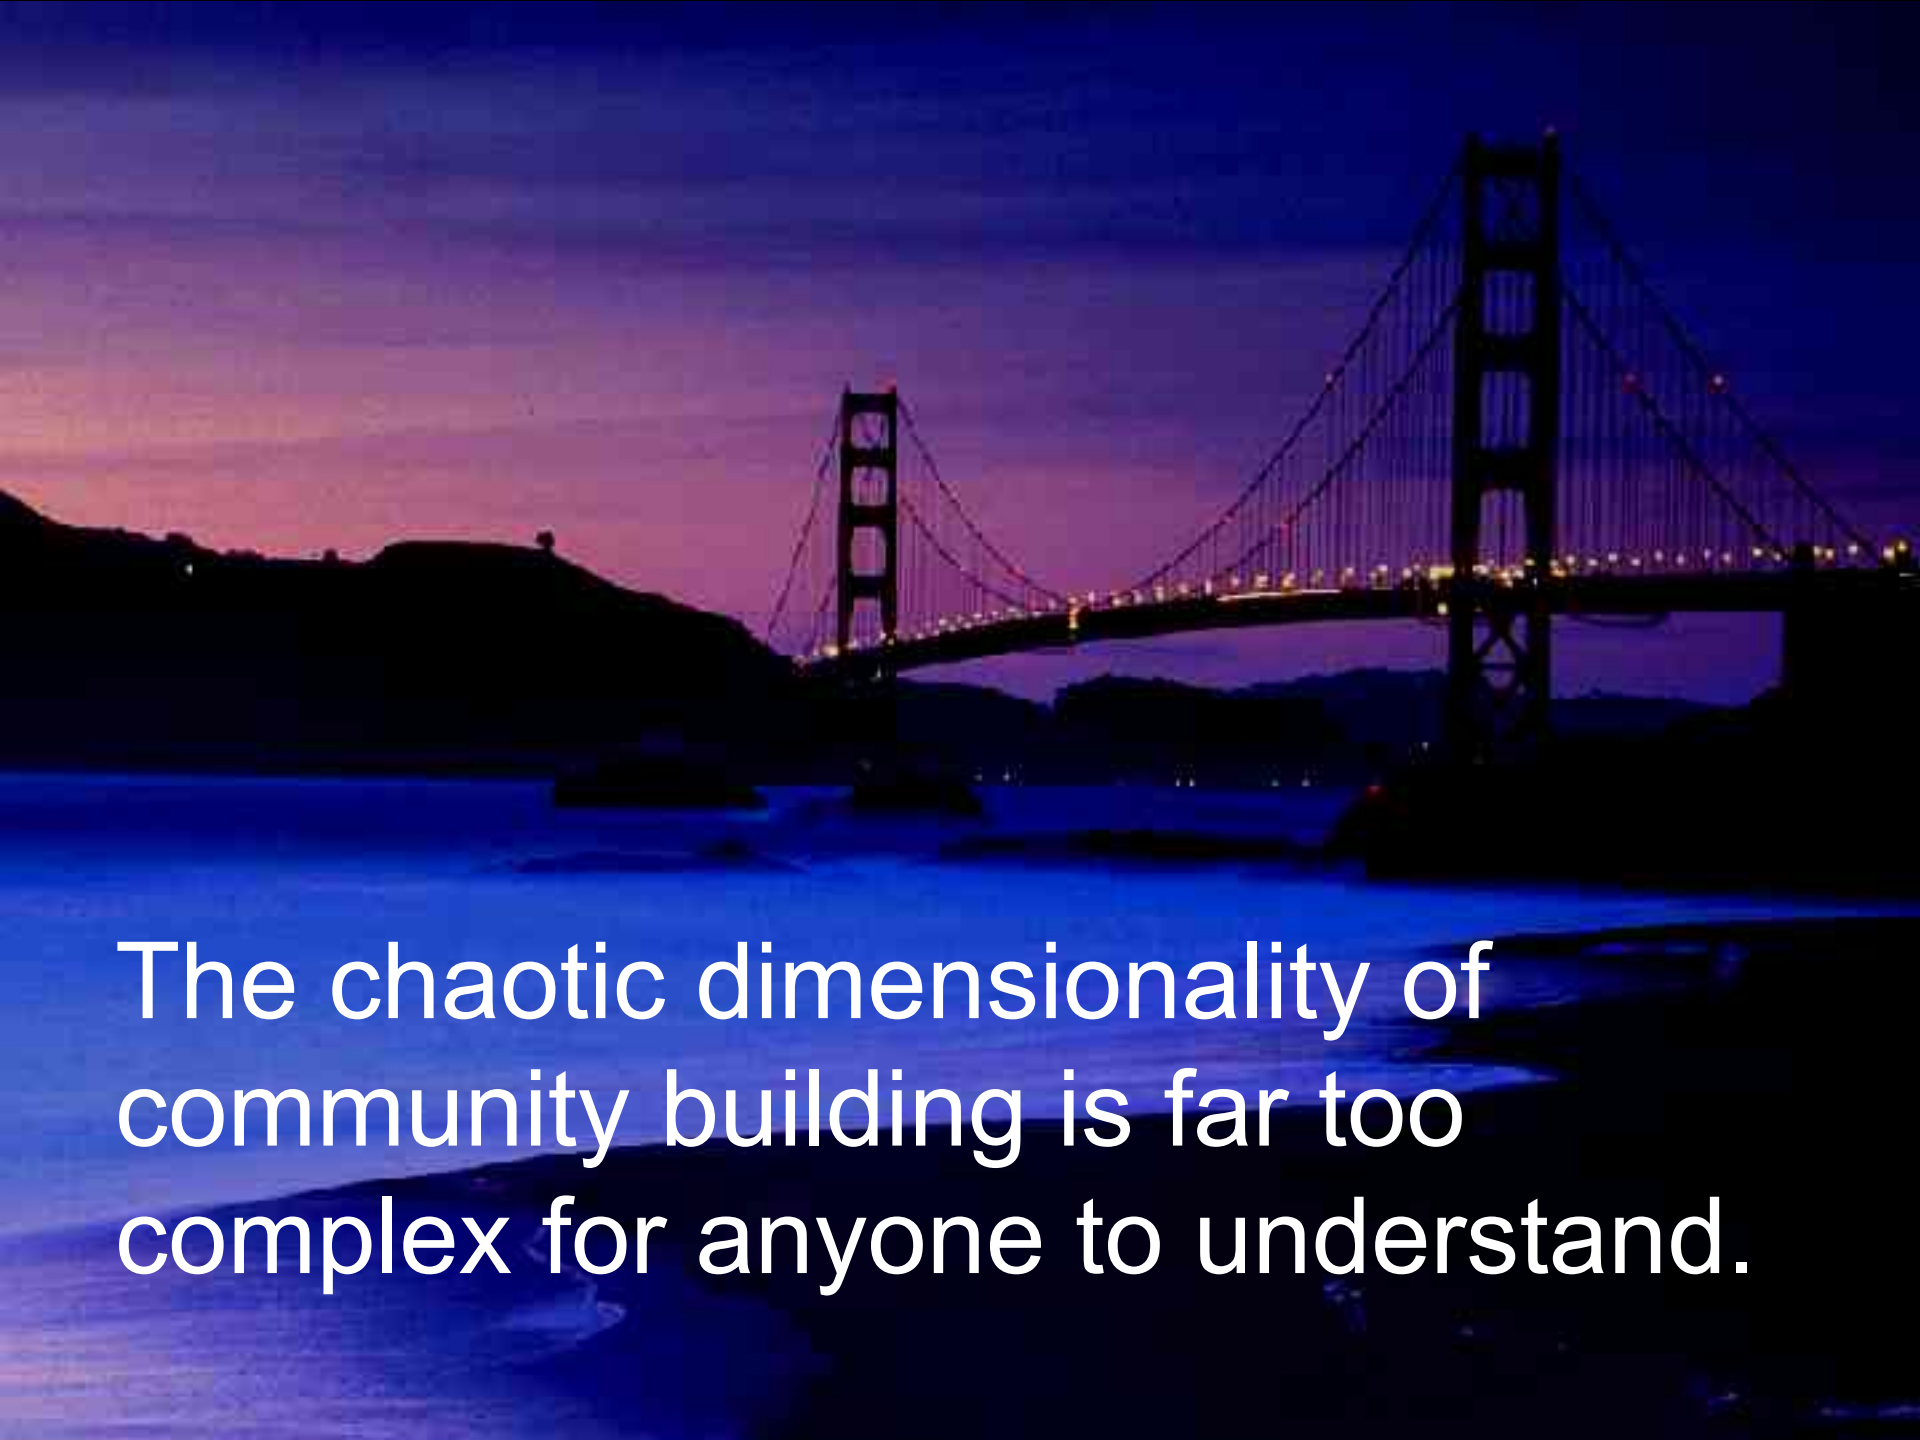 The chaotic dimensionality of
community building is far too
complex for anyone to understand.